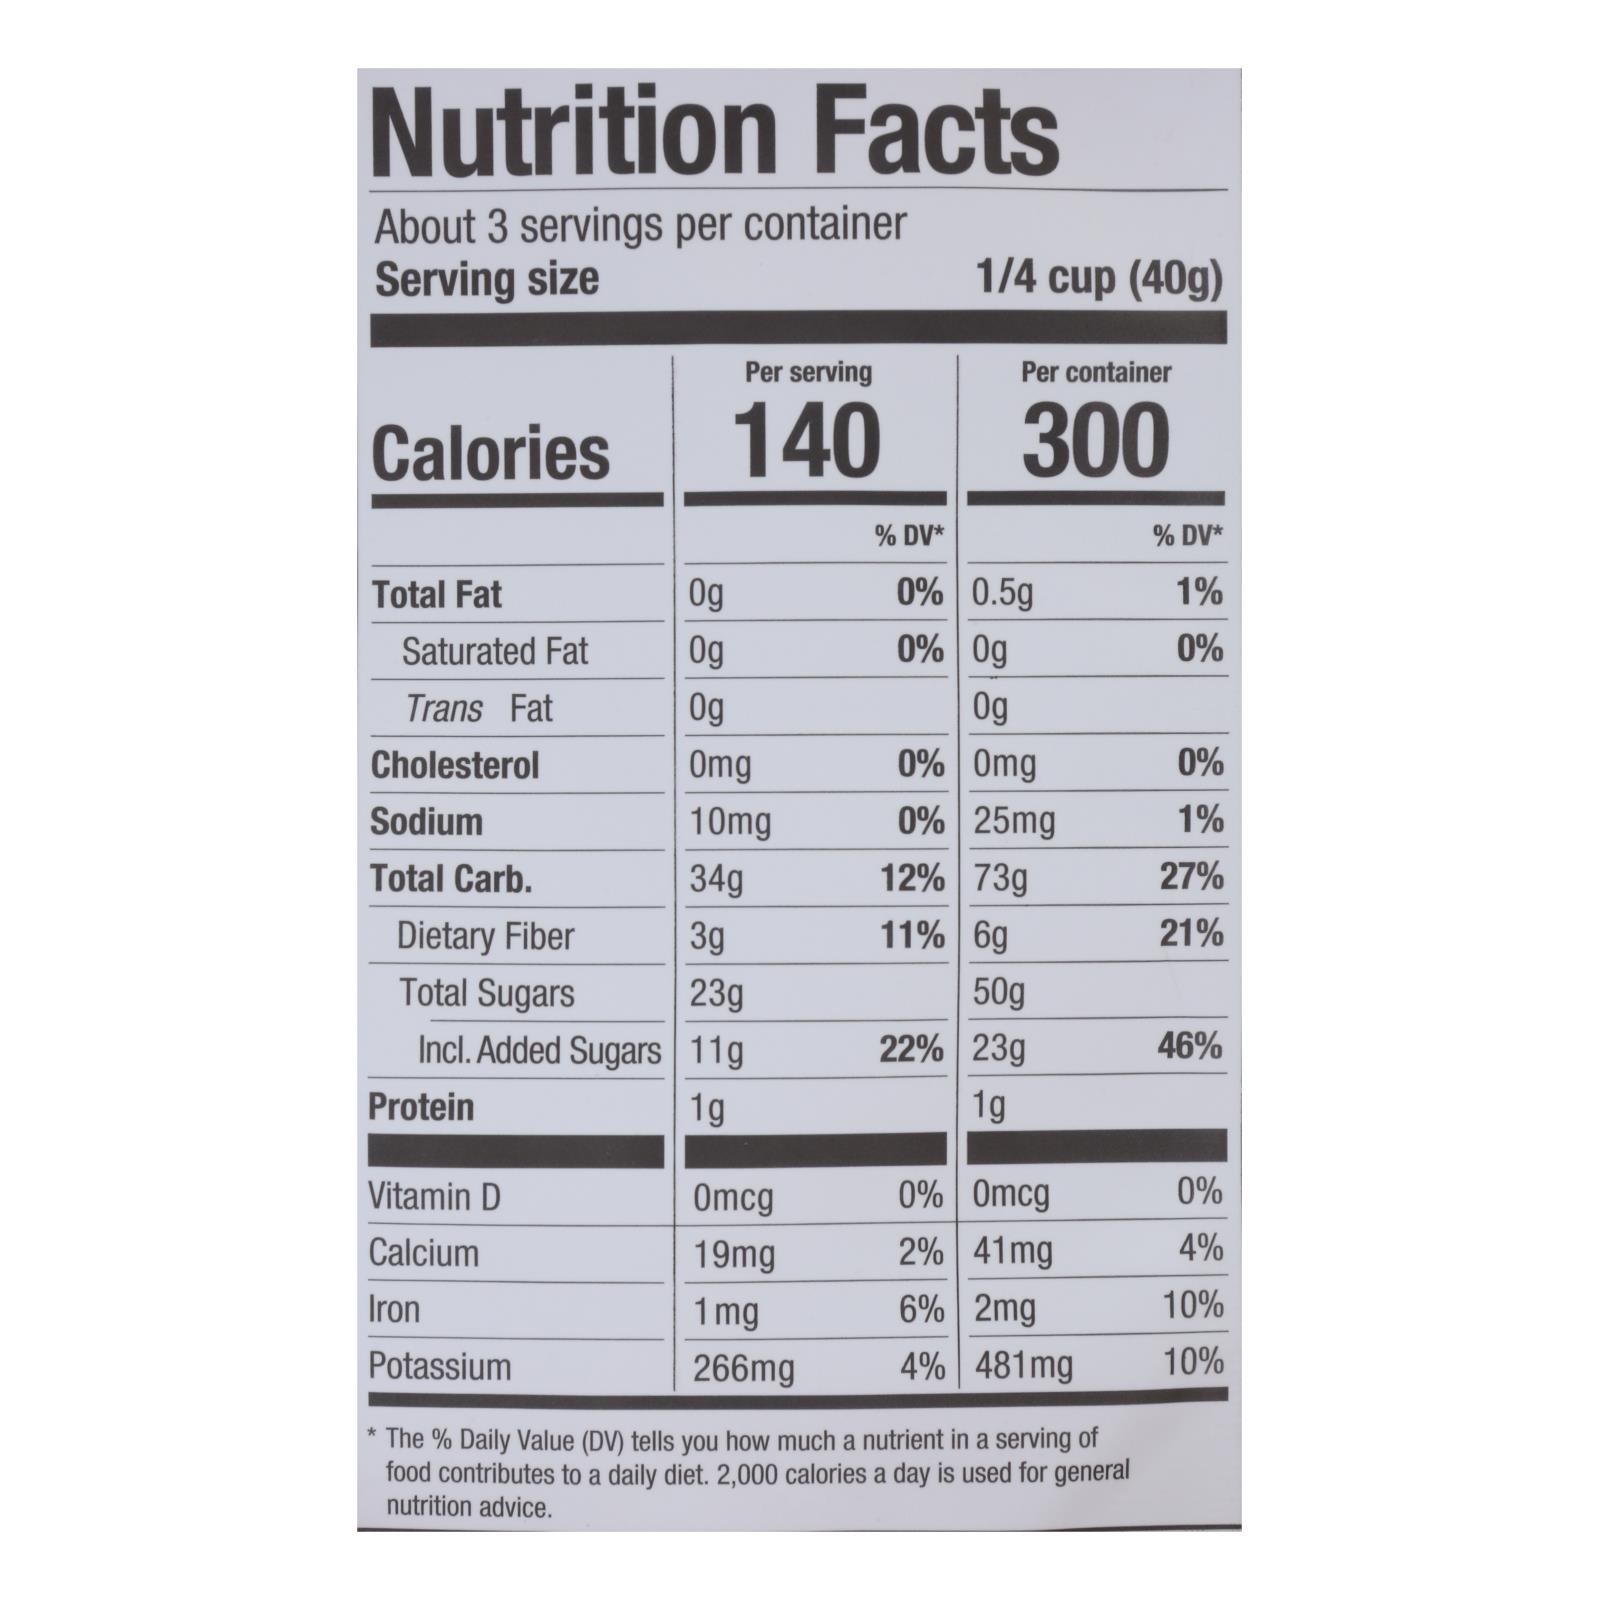 Nutrition Facts
About 3 servings per container
Serving size 1/4 cup (40g)
Per serving Per container
Calories 140 300
% DV* % DV*
Total Fat 0g 0% 0.5g 1%
Saturated Fat 0g 0% 0g 0%
Trans Fat 0g 0g
Cholesterol 0mg 0% 0mg 0%
Sodium 10mg 0% 25mg 1%
Total Carb. 34g 12% 73g 27%
Dietary Fiber 3g 11% 6g 21%
Total Sugars 23g 50g
Incl. Added Sugars 11g 22% 23g 46%
Protein 1g 1g
Vitamin D 0mcg 0% 0mcg 0%
Calcium 19mg 2% 41mg 4%
Iron 1mg 6% 2mg 10%
Potassium 266mg 4% 481mg 10%
* The % Daily Value (DV) tells you how much a nutrient in a serving of
food contributes to a daily diet. 2,000 calories a day is used for general
nutrition advice.